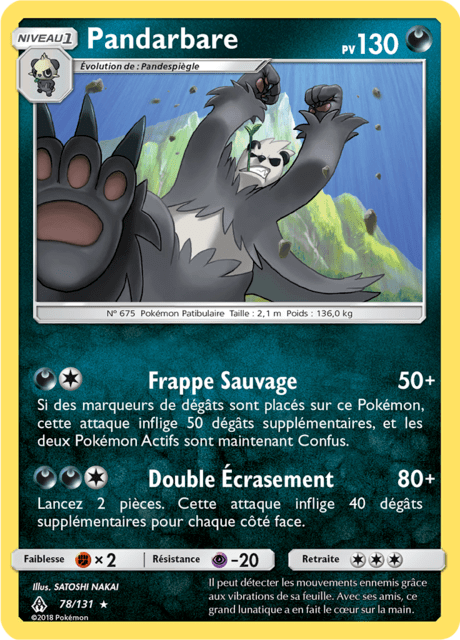 NIVEAU 1
Pandarbare
PV 130
Évolution de : Pandespiègle
N° 675 Pokémon Patibulaire Taille : 2,1 m Poids : 136,0 kg
Frappe Sauvage 50+
Si des marqueurs de dégâts sont placés sur ce Pokémon,
cette attaque inflige 50 dégâts supplémentaires, et les
deux Pokémon Actifs sont maintenant Confus.
Double Écrasement 80+
Lancez 2 pièces. Cette attaque inflige 40 dégâts
supplémentaires pour chaque côté face.
Faiblesse ×2 Résistance -20 Retraite
Illus. SATOSHI NAKAI
78/131 ★
©2018 Pokémon
Il peut détecter les mouvements ennemis grâce
aux vibrations de sa feuille. Avec ses amis, ce
grand lunatique a en fait le cœur sur la main.